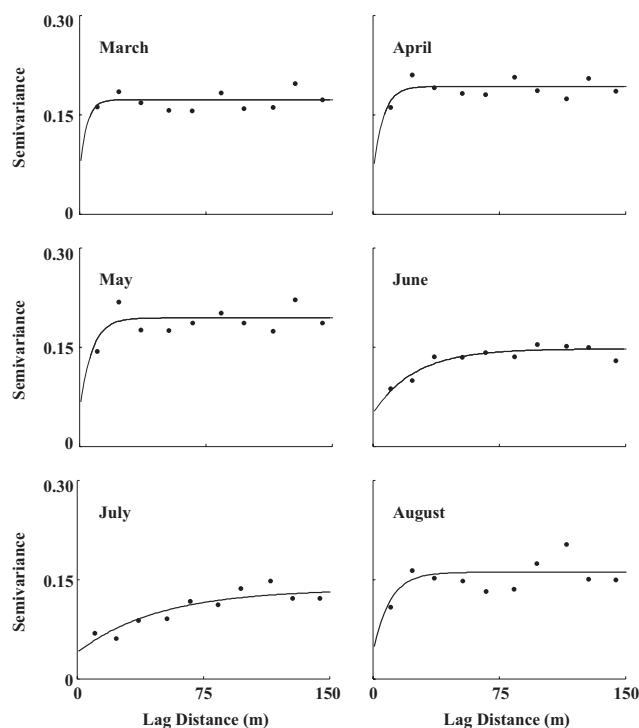 0.30
March
April
Semivariance
0.15
0
0.30
May
June
Semivariance
0.15
0
0.30
July
August
Semivariance
0.15
0
0 75 150
0 75 150
Lag Distance (m)
Lag Distance (m)